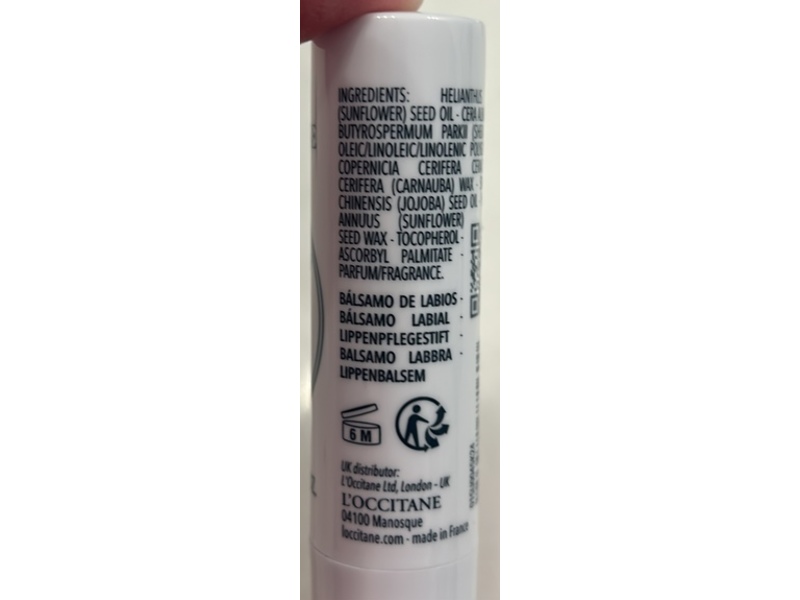 INGREDIENTS: HELIANTHUS
(SUNFLOWER) SEED OIL - CERA
BUTYROSPERMUM PARKII
OLEIC/LINOLEIC/LINOLENIC
COPERNICIA CERIFERA
CERIFERA (CARNAUBA) WAX -
CHINENSIS (JOJOBA) SEED OIL
ANNUUS (SUNFLOWER)
SEED WAX - TOCOPHEROL -
ASCORBYL PALMITATE -
PARFUM/FRAGRANCE.
BÁLSAMO DE LABIOS -
BÁLSAMO LABIAL -
LIPPENPFLEGESTIFT -
BALSAMO LABBRA -
LIPPENBALSEM
6 M
UK distributor:
L'Occitane Ltd, London - UK
L'OCCITANE
04100 Manosque
loccitane.com - made in France